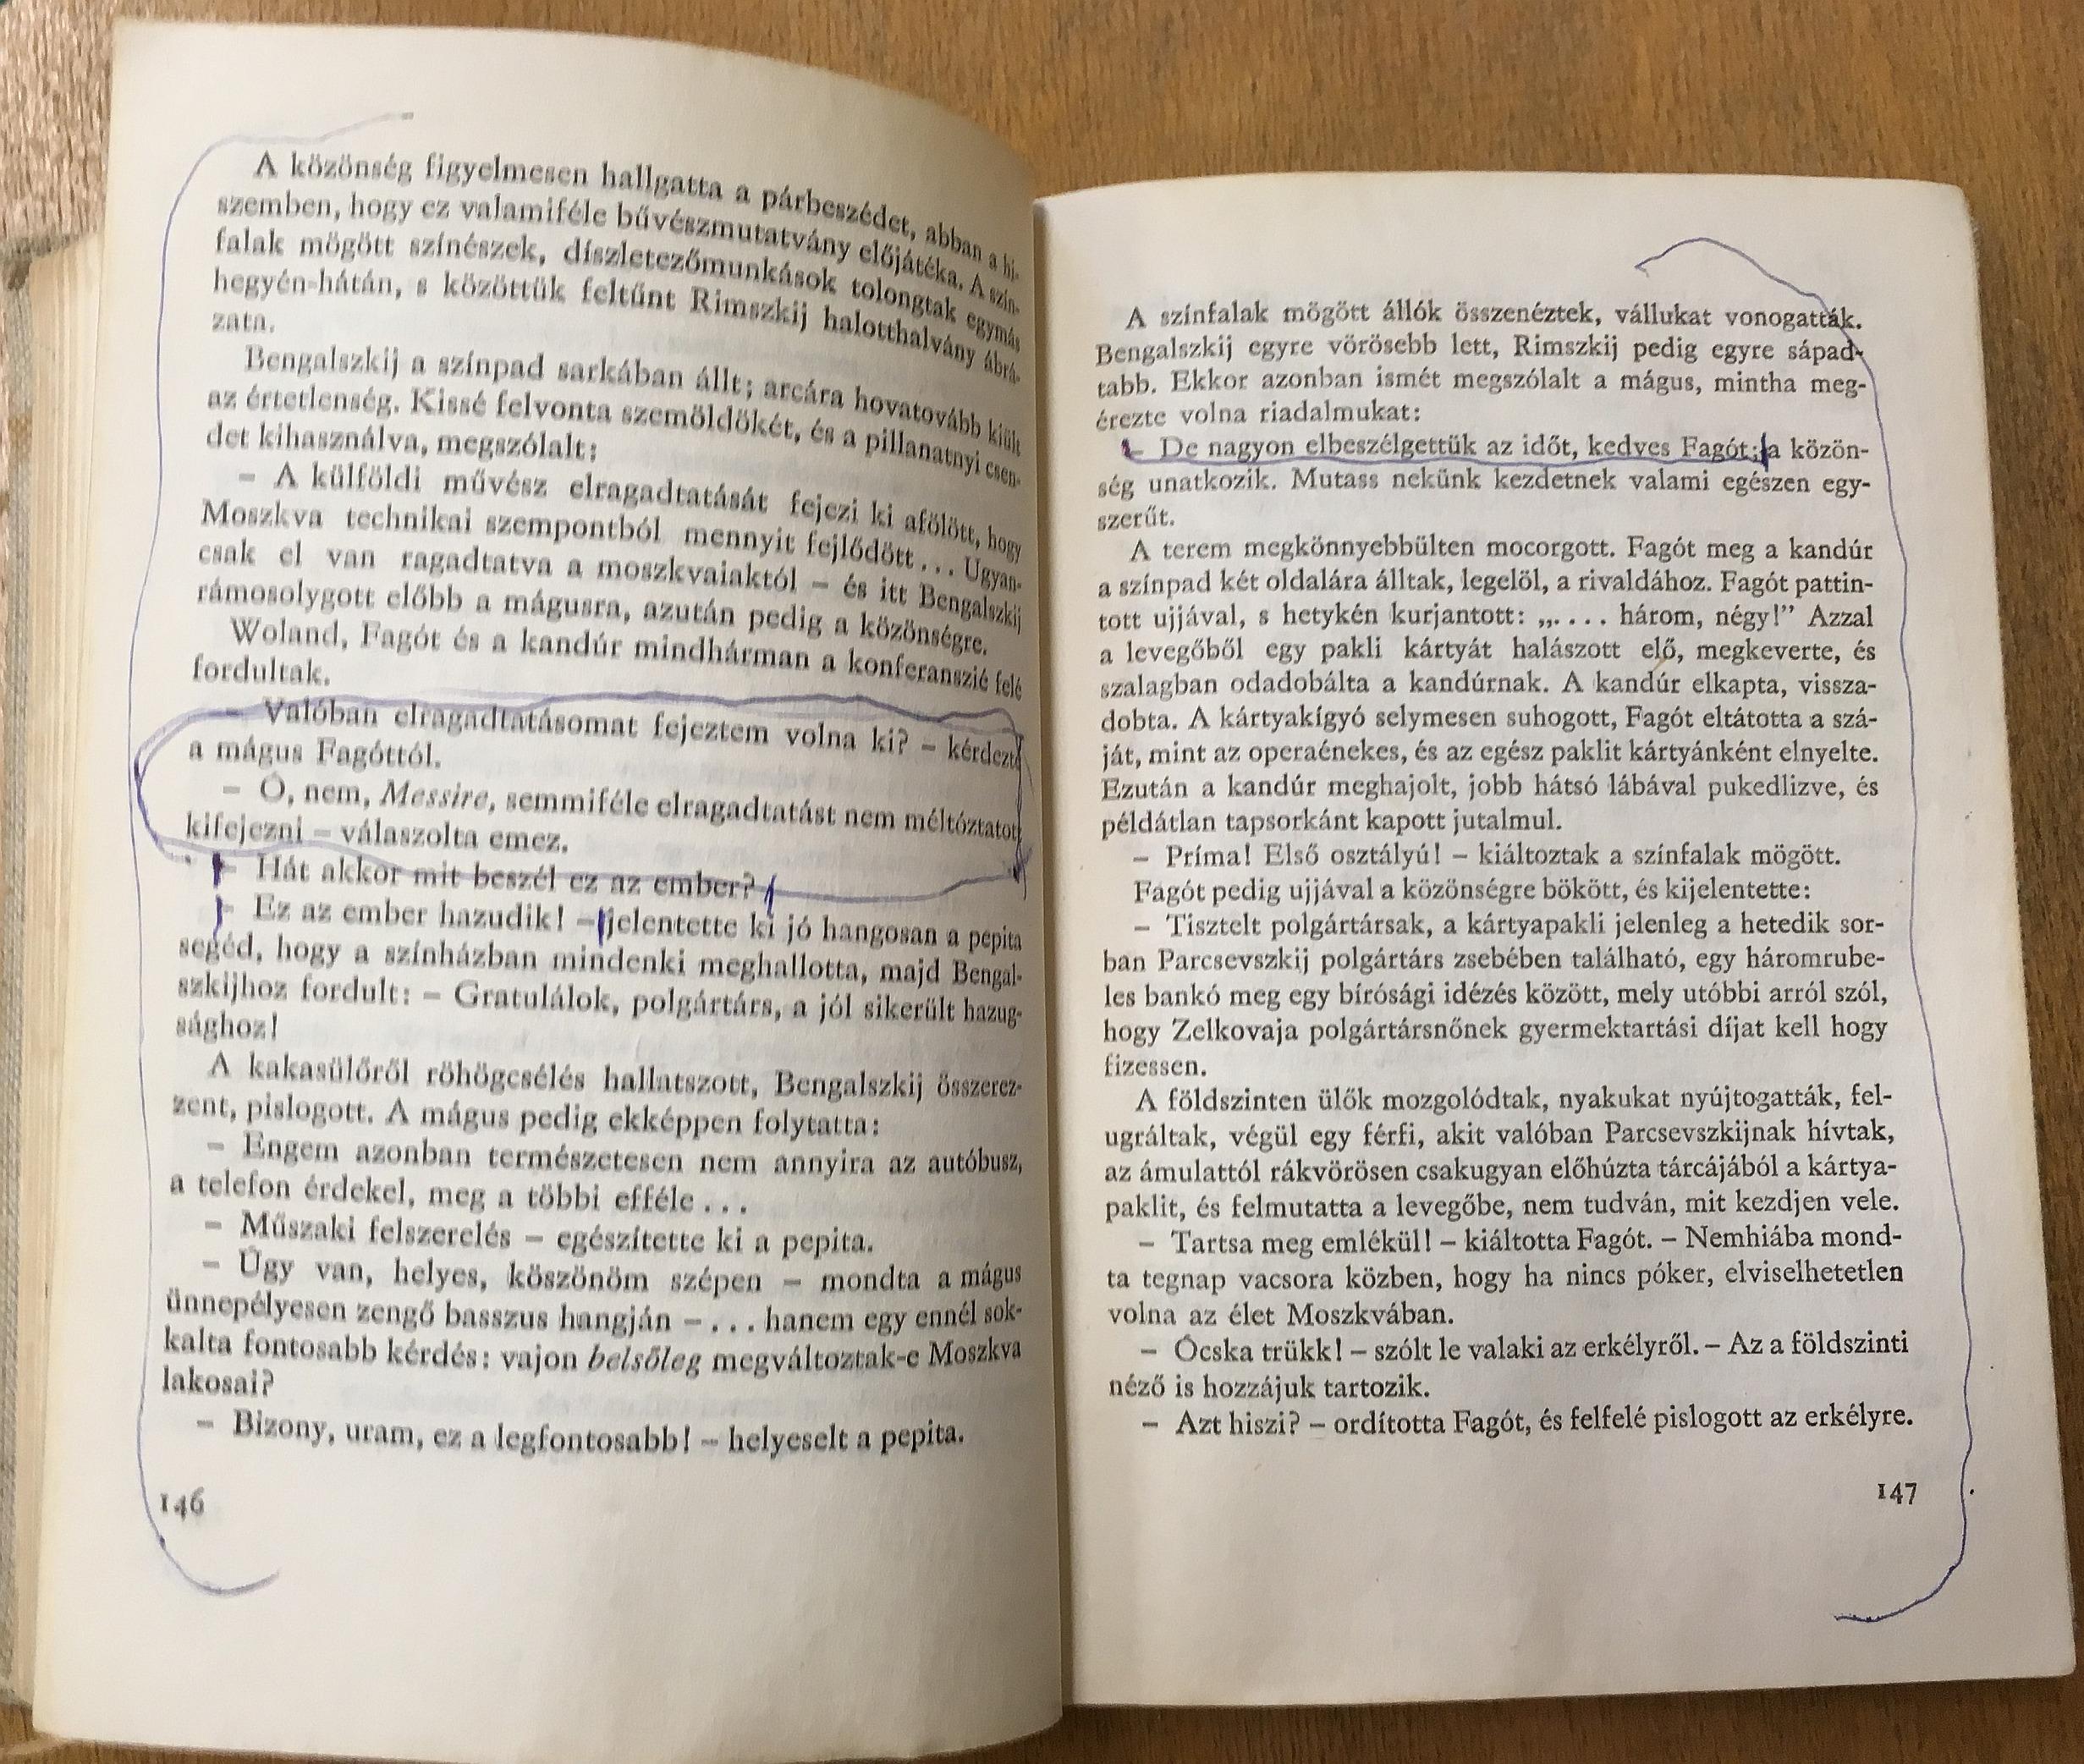 A közönség figyelmesen hallgatta a párbeszédet, abban a hi-
szemben, hogy ez valamiféle bűvészmutatvány előjátéka. A szín-
falak mögött színészek, díszletezőmunkások tolongtak egymás
hegyén-hátán, s közöttük feltűnt Rimszkij halotthalvány ábrá-
zata.
Bengalszkij a színpad sarkában állt; arcára hovatovább kiült
az értetlenség. Kissé felvonta szemöldökét, és a pillanatnyi csen-
det kihasználva, megszólalt:
– A külföldi művész elragadtatását fejezi ki afölött, hogy
Moszkva technikai szempontból mennyit fejlődött... Ugyan-
csak el van ragadtatva a moszkvaiaktól – és itt Bengalszkij
rámosolygott előbb a mágusra, azután pedig a közönségre.
Woland, Fagót és a kandúr mindhárman a konferanszié felé
fordultak.
– Valóban elragadtatásomat fejeztem volna ki? – kérdezte
a mágus Fagóttól.
– Ó, nem, Messire, semmiféle elragadtatást nem méltóztatott
kifejezni – válaszolta emez.
– Hát akkor mit beszél ez az ember?
– Ez az ember hazudik! – jelentette ki jó hangosan a pepita
segéd, hogy a színházban mindenki meghallotta, majd Bengal-
szkijhoz fordult: – Gratulálok, polgártárs, a jól sikerült hazug-
sághoz!
A kakasülőről röhögcsélés hallatszott, Bengalszkij összerez-
zent, pislogott. A mágus pedig ekképpen folytatta:
– Engem azonban természetesen nem annyira az autóbusz,
a telefon érdekel, meg a többi efféle...
– Műszaki felszerelés – egészítette ki a pepita.
– Úgy van, helyes, köszönöm szépen – mondta a mágus
ünnepélyesen zengő basszus hangján –... hanem egy ennél sok-
kalta fontosabb kérdés: vajon belsőleg megváltoztak-e Moszkva
lakosai?
– Bizony, uram, ez a legfontosabb! – helyeselt a pepita.
146
A színfalak mögött állók összenéztek, vállukat vonogatták.
Bengalszkij egyre vörösebb lett, Rimszkij pedig egyre sápad-
tabb. Ekkor azonban ismét megszólalt a mágus, mintha meg-
érezte volna riadalmukat:
– De nagyon elbeszélgettük az időt, kedves Fagót; a közön-
ség unatkozik. Mutass nekünk kezdetnek valami egészen egy-
szerűt.
A terem megkönnyebbülten mocorgott. Fagót meg a kandúr
a színpad két oldalára álltak, legelöl, a rivaldához. Fagót pattin-
tott ujjával, s hetykén kurjantott: „.... három, négy!” Azzal
a levegőből egy pakli kártyát halászott elő, megkeverte, és
szalagban odadobálta a kandúrnak. A kandúr elkapta, vissza-
dobta. A kártyakígyó selymesen suhogott, Fagót eltátotta a szá-
ját, mint az operaénekes, és az egész paklit kártyánként elnyelte.
Ezután a kandúr meghajolt, jobb hátsó lábával pukedlizve, és
példátlan tapsorkánt kapott jutalmul.
– Príma! Első osztályú! – kiáltoztak a színfalak mögött.
Fagót pedig ujjával a közönségre bökött, és kijelentette:
– Tisztelt polgártársak, a kártyapakli jelenleg a hetedik sor-
ban Parcsevszkij polgártárs zsebében található, egy háromrube-
les bankó meg egy bírósági idézés között, mely utóbbi arról szól,
hogy Zelkovaja polgártársnőnek gyermektartási díjat kell hogy
fizessen.
A földszinten ülők mozgolódtak, nyakukat nyújtogatták, fel-
ugráltak, végül egy férfi, akit valóban Parcsevszkijnak hívtak,
az ámulattól rákvörösen csakugyan előhúzta tárcájából a kártya-
paklit, és felmutatta a levegőbe, nem tudván, mit kezdjen vele.
– Tartsa meg emlékül! – kiáltotta Fagót. – Nemhiába mond-
ta tegnap vacsora közben, hogy ha nincs póker, elviselhetetlen
volna az élet Moszkvában.
– Ócska trükk! – szólt le valaki az erkélyről. – Az a földszinti
néző is hozzájuk tartozik.
– Azt hiszi? – ordította Fagót, és felfelé pislogott az erkélyre.
147